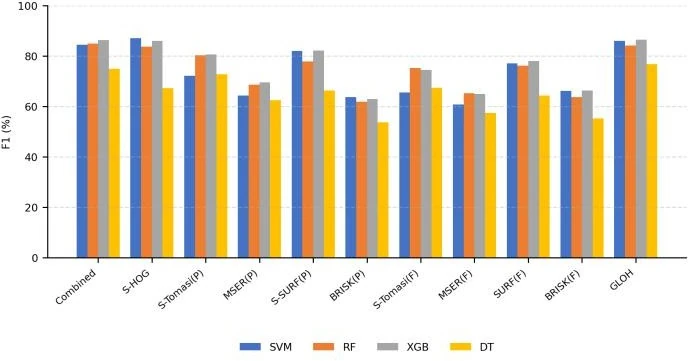 100
80
60
40
20
0
F1 (%)
Combined
S-HOG
S-Tomasi(P)
MSER(P)
S-SURF(P)
BRISK(P)
S-Tomasi(F)
MSER(F)
SURF(F)
BRISK(F)
GLOH
SVM RF XGB DT